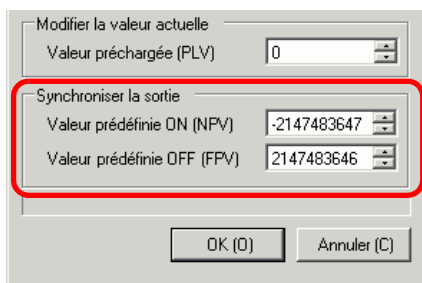 Modifier la valeur actuelle
Valeur préchargée (PLV) 0
Synchroniser la sortie
Valeur prédéfinie ON (NPV) -2147483647
Valeur prédéfinie OFF (FPV) 2147483646
OK (O) Annuler (C)